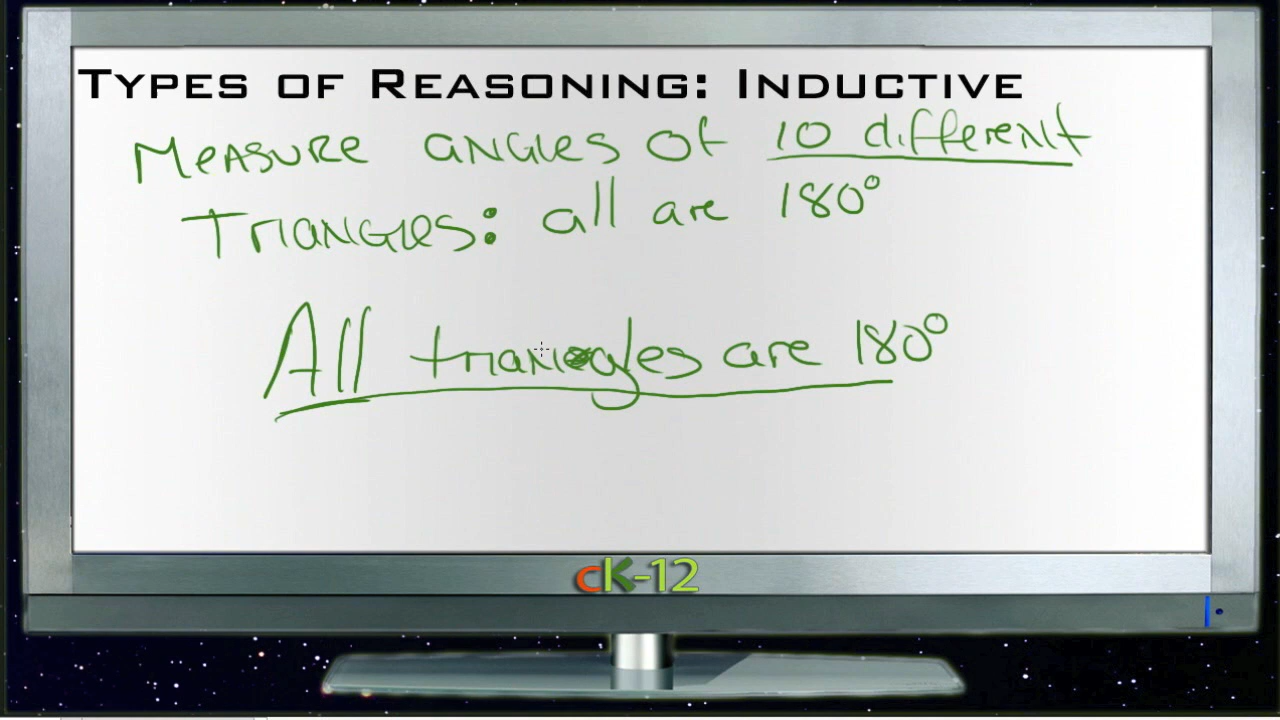 TYPES OF REASONING: INDUCTIVE
MEASURE ANGLES Of 10 different
TRIANGLES: all are 180°
All triangles are 180°
cK-12